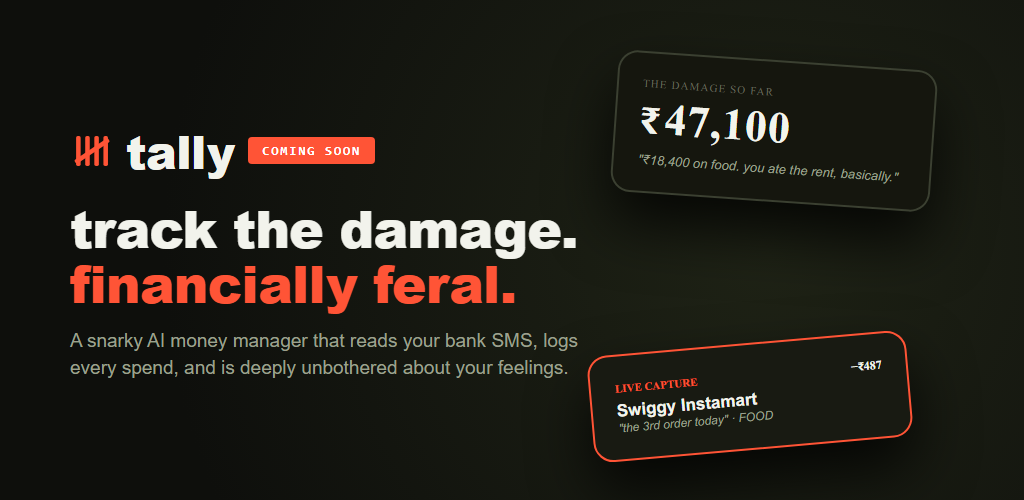 tally
COMING SOON
track the damage.
financially feral.
A snarky AI money manager that reads your bank SMS, logs
every spend, and is deeply unbothered about your feelings.
THE DAMAGE SO FAR
₹47,100
"₹18,400 on food. you ate the rent, basically."
LIVE CAPTURE
−₹487
Swiggy Instamart
"the 3rd order today" · FOOD